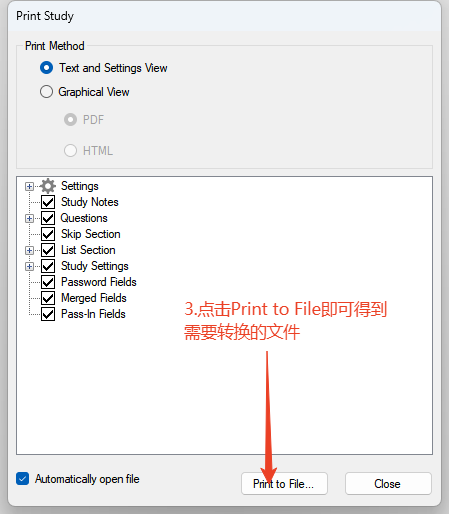 Print Study
Print Method
Text and Settings View
Graphical View
PDF
HTML
Settings
Study Notes
Questions
Skip Section
List Section
Study Settings
Password Fields
Merged Fields
Pass-In Fields
3.点击Print to File即可得到
需要转换的文件
Automatically open file
Print to File...
Close